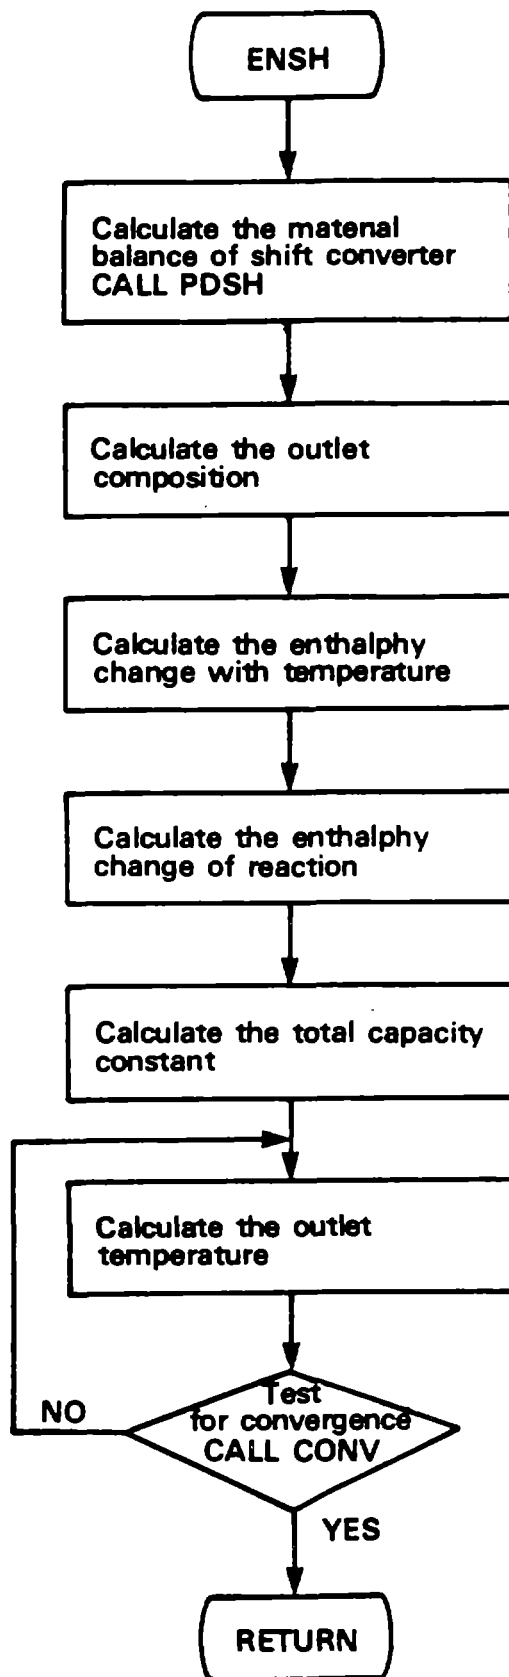 ENSH
Calculate the matenal
balance of shift converter
CALL PDSH
Calculate the outlet
composition
Calculate the enthalphy
change with temperature
Calculate the enthalphy
change of reaction
Calculate the total capacity
constant
Calculate the outlet
temperature
Test
for convergence
CALL CONV
NO
YES
RETURN